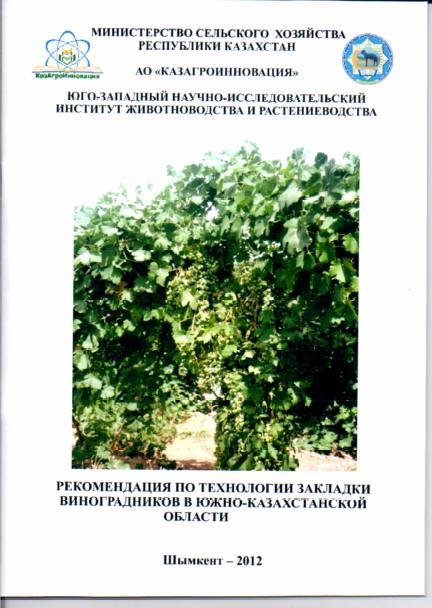 МИНИСТЕРСТВО СЕЛЬСКОГО ХОЗЯЙСТВА
РЕСПУБЛИКИ КАЗАХСТАН
КазАгроИнновация
АО «КАЗАГРОИННОВАЦИЯ»
ЮГО-ЗАПАДНЫЙ НАУЧНО-ИССЛЕДОВАТЕЛЬСКИЙ
ИНСТИТУТ ЖИВОТНОВОДСТВА И РАСТЕНИЕВОДСТВА
РЕКОМЕНДАЦИЯ ПО ТЕХНОЛОГИИ ЗАКЛАДКИ
ВИНОГРАДНИКОВ В ЮЖНО-КАЗАХСТАНСКОЙ
ОБЛАСТИ
Шымкент – 2012